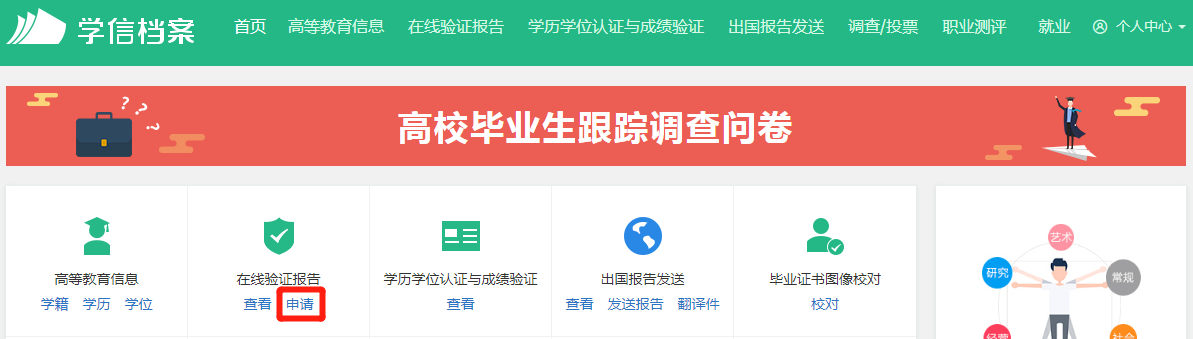 学信档案 首页 高等教育信息 在线验证报告 学历学位认证与成绩验证 出国报告发送 调查/投票 职业测评 就业 个人中心
? ? ?
高校毕业生跟踪调查问卷
高等教育信息 在线验证报告 学历学位认证与成绩验证 出国报告发送 毕业证书图像校对
学籍 学历 学位 查看 申请 查看 查看 发送报告 翻译件 校对
艺术
研究 常规
经营 社会